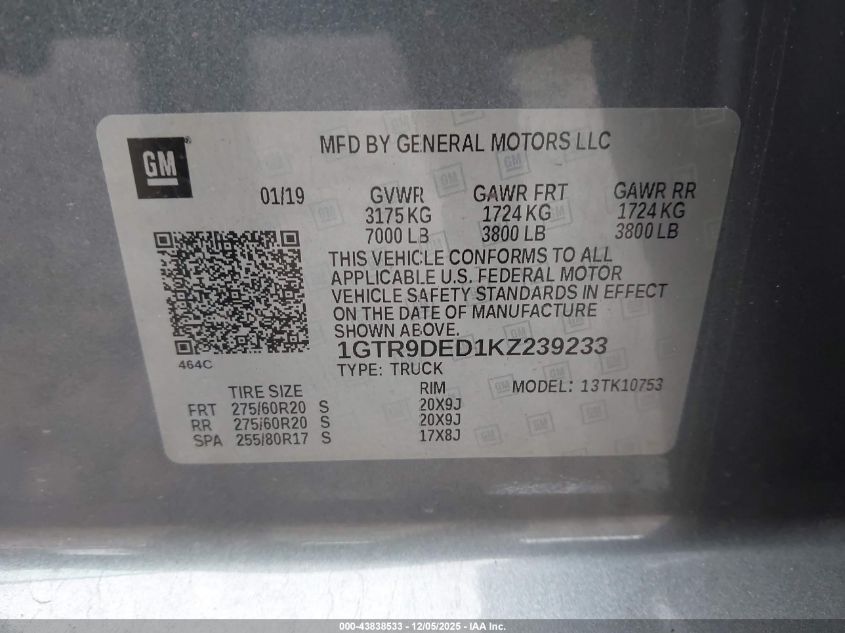 GM
MFD BY GENERAL MOTORS LLC
01/19 GVWR GAWR FRT GAWR RR
3175 KG 1724 KG 1724 KG
7000 LB 3800 LB 3800 LB
THIS VEHICLE CONFORMS TO ALL
APPLICABLE U.S. FEDERAL MOTOR
VEHICLE SAFETY STANDARDS IN EFFECT
ON THE DATE OF MANUFACTURE
SHOWN ABOVE.
464C
1GTR9DED1KZ239233
TYPE: TRUCK
TIRE SIZE RIM MODEL: 13TK10753
FRT 275/60R20 S 20X9J
RR 275/60R20 S 20X9J
SPA 255/80R17 S 17X8J
000-43838533 - 12/05/2025 - IAA Inc.